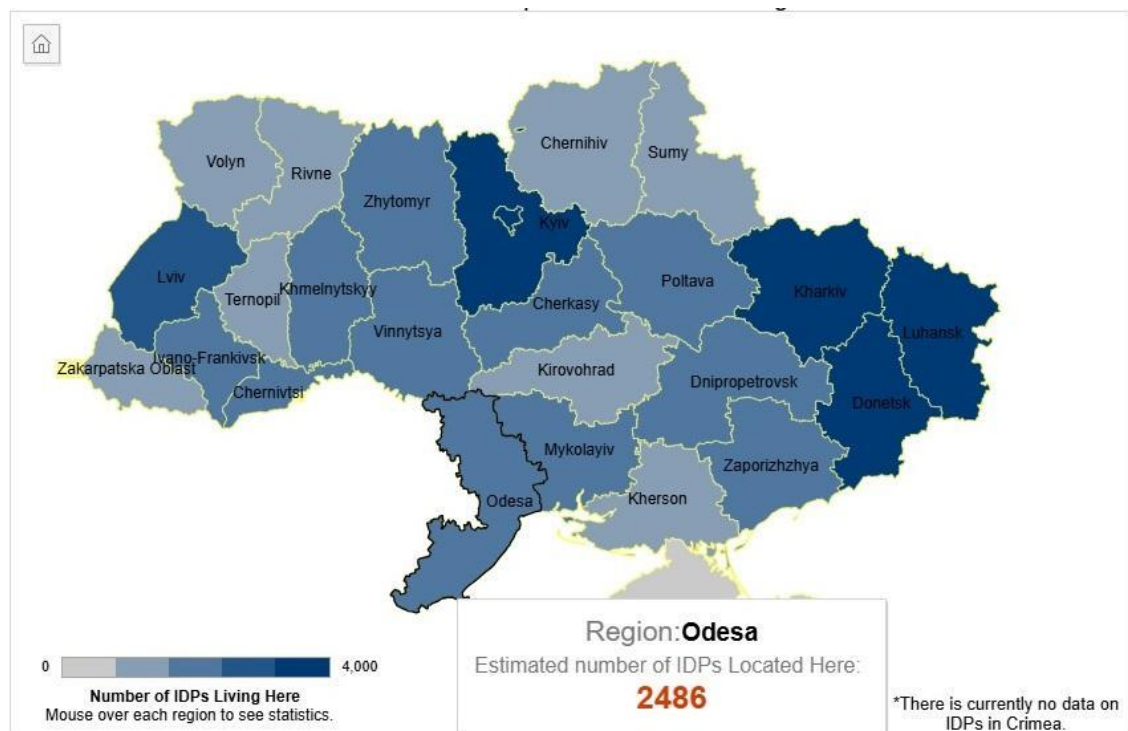 Chernihiv
Sumy
Volyn
Rivne
Zhytomyr
Kyiv
Lviv
Ternopil
Khmelnytskyy
Cherkasy
Poltava
Kharkiv
Luhansk
Vinnytsya
Ivano-Frankivsk
Zakarpatska Oblast
Kirovohrad
Dnipropetrovsk
Chernivtsi
Donetsk
Mykolayiv
Zaporizhzhya
Odesa
Kherson
Region:Odesa
Estimated number of IDPs Located Here:
2486
0
4,000
Number of IDPs Living Here
Mouse over each region to see statistics.
*There is currently no data on
IDPs in Crimea.